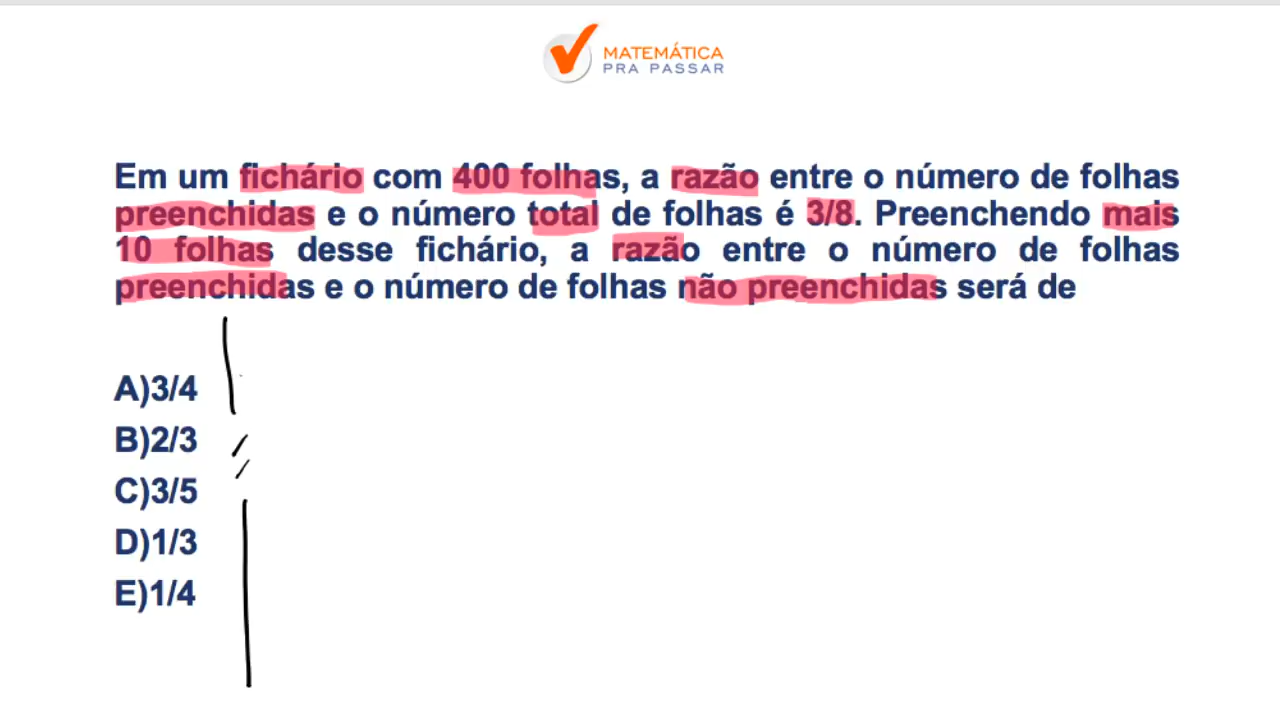 MATEMÁTICA
PRA PASSAR
Em um fichário com 400 folhas, a razão entre o número de folhas
preenchidas e o número total de folhas é 3/8. Preenchendo mais
10 folhas desse fichário, a razão entre o número de folhas
preenchidas e o número de folhas não preenchidas será de
A)3/4
B)2/3
C)3/5
D)1/3
E)1/4